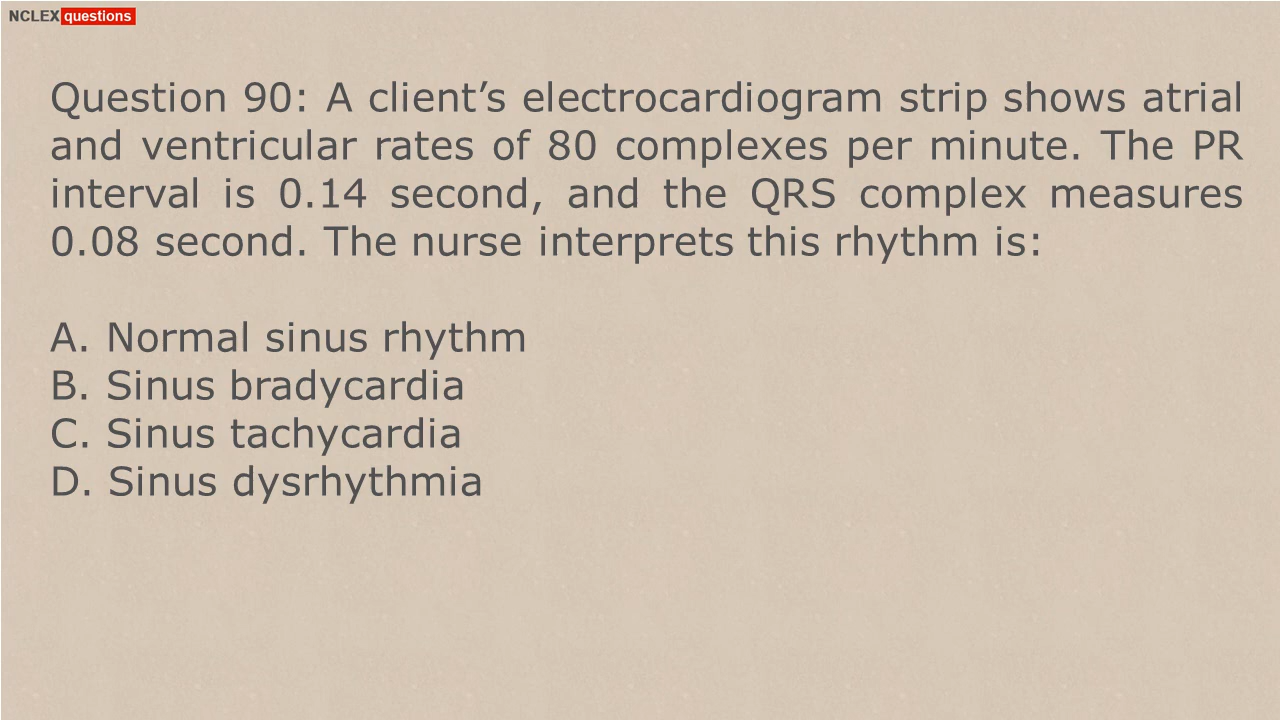 NCLEX questions
Question 90: A client’s electrocardiogram strip shows atrial
and ventricular rates of 80 complexes per minute. The PR
interval is 0.14 second, and the QRS complex measures
0.08 second. The nurse interprets this rhythm is:
A. Normal sinus rhythm
B. Sinus bradycardia
C. Sinus tachycardia
D. Sinus dysrhythmia